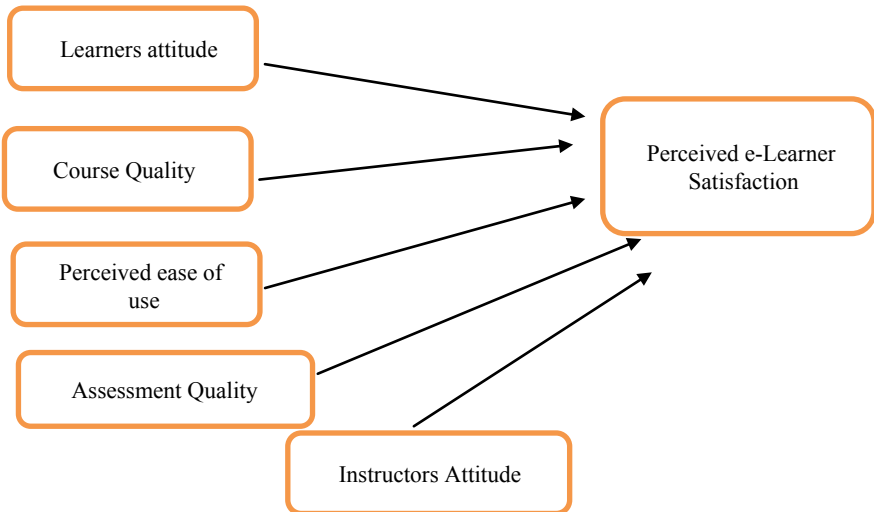 Learners attitude
Course Quality
Perceived ease of
use
Assessment Quality
Instructors Attitude
Perceived e-Learner
Satisfaction